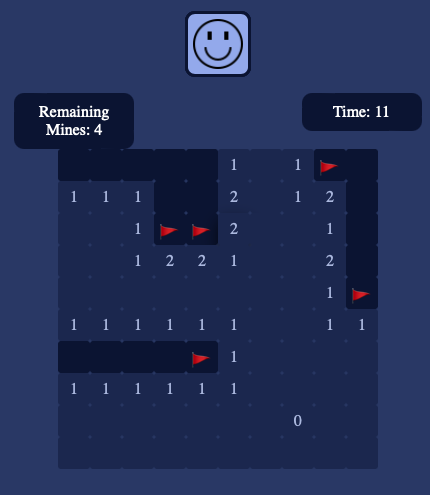 Remaining
Mines: 4
Time: 11
1 1
1 1 1 2 1 2
1 2 1
1 2 2 1 2
1
1 1 1 1 1 1 1 1
1
1 1 1 1 1 1
0